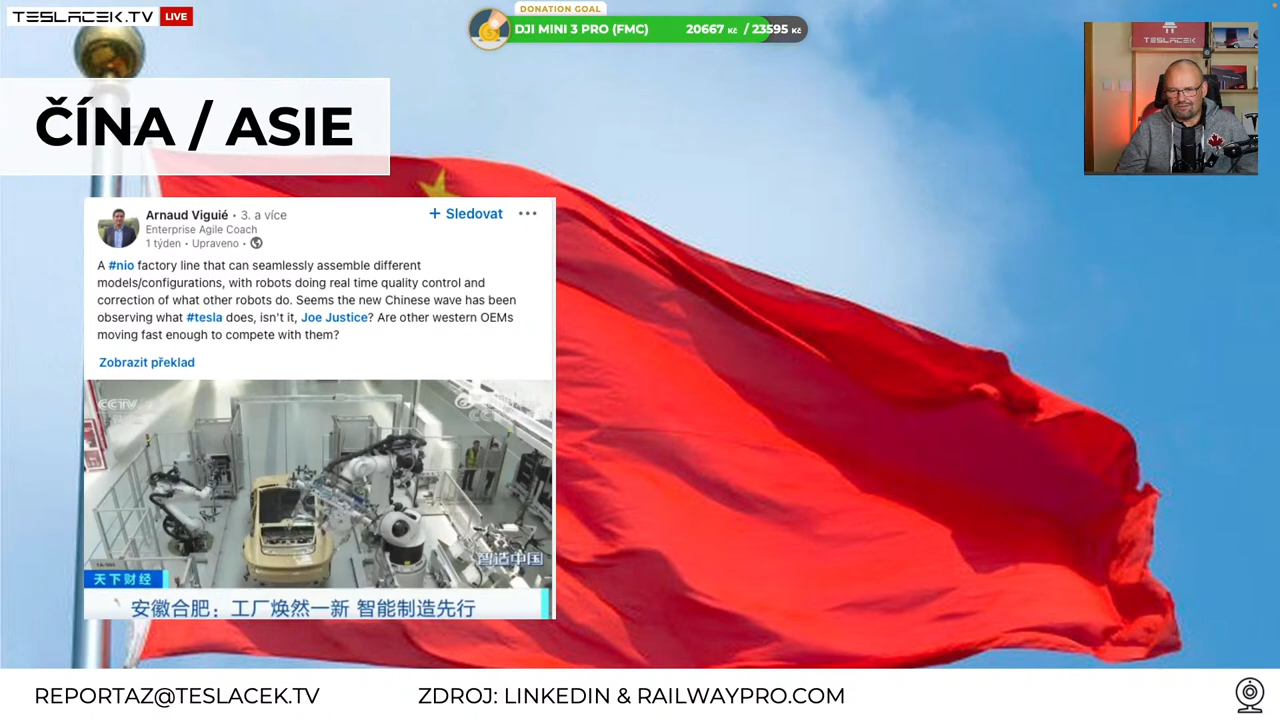 TESLACEK.TV LIVE
DONATION GOAL
DJI MINI 3 PRO (FMC) 20667 Kč / 23595 Kč
TESLACEK
ČÍNA / ASIE
Arnaud Viguié • 3. a více
+ Sledovat
Enterprise Agile Coach
1 týden • Upraveno •
A #nio factory line that can seamlessly assemble different
models/configurations, with robots doing real time quality control and
correction of what other robots do. Seems the new Chinese wave has been
observing what #tesla does, isn't it, Joe Justice? Are other western OEMs
moving fast enough to compete with them?
Zobrazit překlad
CCTV
智造中国
天下财经
安徽合肥：工厂焕然一新 智能制造先行
REPORTAZ@TESLACEK.TV
ZDROJ: LINKEDIN & RAILWAYPRO.COM